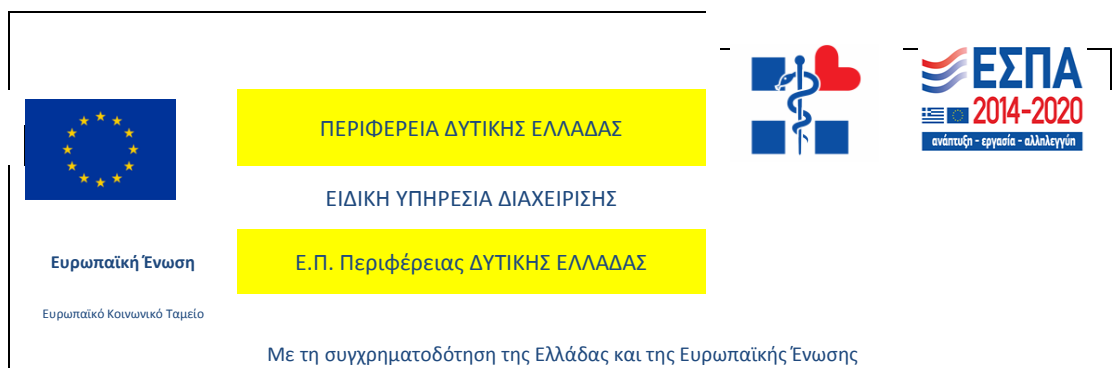 ΠΕΡΙΦΕΡΕΙΑ ΔΥΤΙΚΗΣ ΕΛΛΑΔΑΣ
ΕΙΔΙΚΗ ΥΠΗΡΕΣΙΑ ΔΙΑΧΕΙΡΙΣΗΣ
Ε.Π. Περιφέρειας ΔΥΤΙΚΗΣ ΕΛΛΑΔΑΣ
Ευρωπαϊκή Ένωση
Ευρωπαϊκό Κοινωνικό Ταμείο
ΕΣΠΑ
2014-2020
ανάπτυξη - εργασία - αλληλεγγύη
Με τη συγχρηματοδότηση της Ελλάδας και της Ευρωπαϊκής Ένωσης